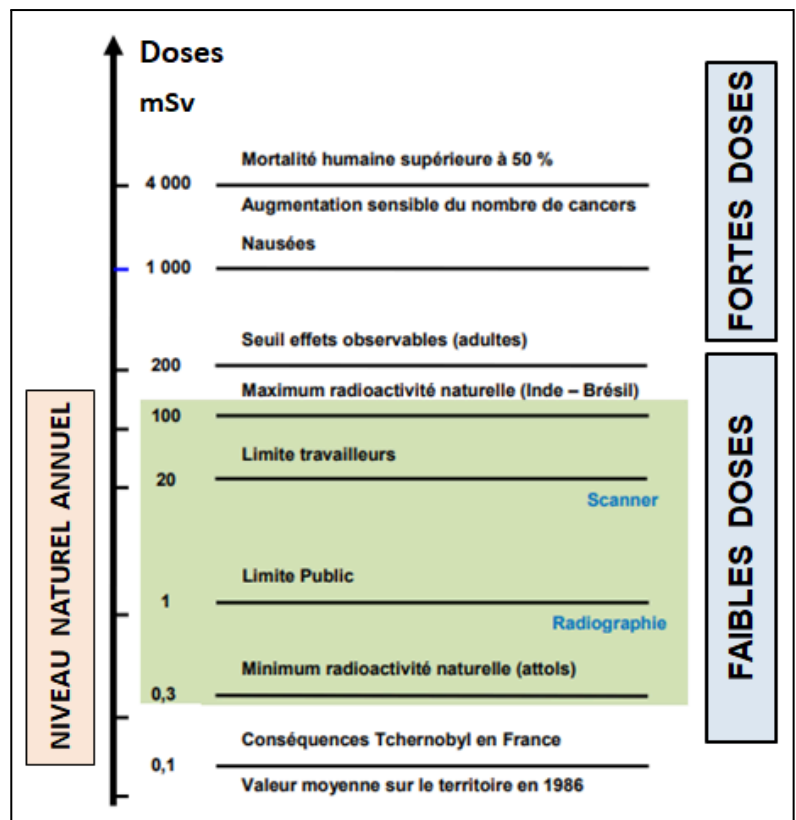 Doses
mSv
Mortalité humaine supérieure à 50 %
4 000
Augmentation sensible du nombre de cancers
Nausées
1 000
Seuil effets observables (adultes)
200
Maximum radioactivité naturelle (Inde – Brésil)
100
Limite travailleurs
20
Scanner
Limite Public
1
Radiographie
Minimum radioactivité naturelle (attols)
0,3
Conséquences Tchernobyl en France
0,1
Valeur moyenne sur le territoire en 1986
NIVEAU NATUREL ANNUEL
FORTES DOSES
FAIBLES DOSES